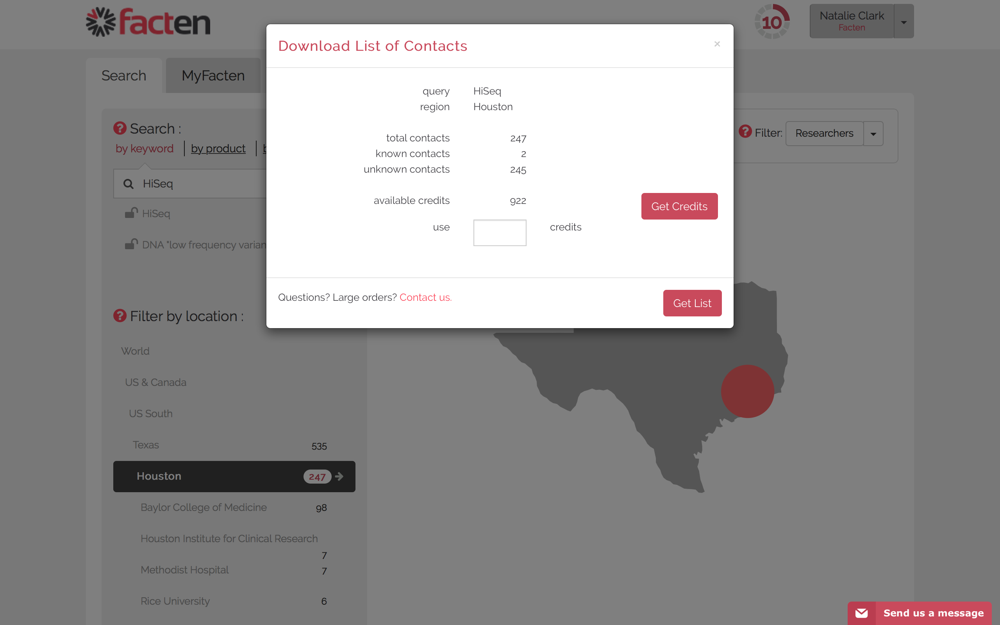 facten
10
Natalie Clark
Facten
Search
MyFacten
Download List of Contacts
×
query HiSeq
region Houston
total contacts 247
known contacts 2
unknown contacts 245
available credits 922
Get Credits
use credits
Questions? Large orders? Contact us.
Get List
? Search :
by keyword
by product
HiSeq
HiSeq
DNA "low frequency varian
? Filter: Researchers
? Filter by location :
World
US & Canada
US South
Texas 535
Houston 247
Baylor College of Medicine 98
Houston Institute for Clinical Research
7
Methodist Hospital 7
Rice University 6
Send us a message